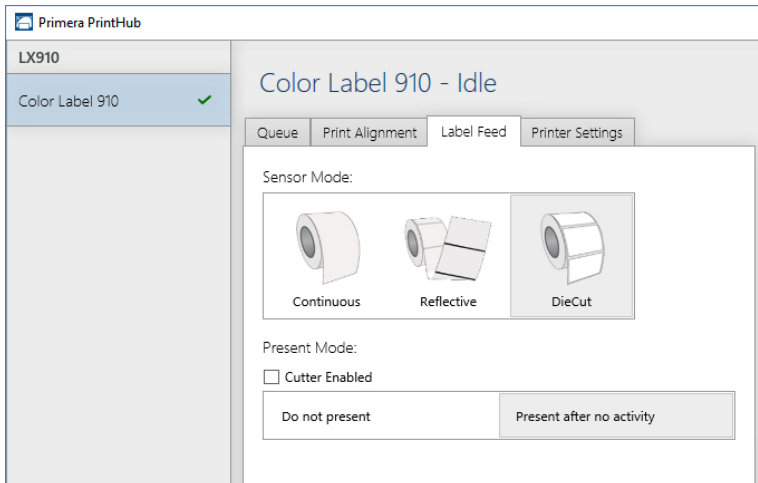 Primera PrintHub
LX910
Color Label 910
Color Label 910 - Idle
Queue
Print Alignment
Label Feed
Printer Settings
Sensor Mode:
Continuous
Reflective
DieCut
Present Mode:
Cutter Enabled
Do not present
Present after no activity